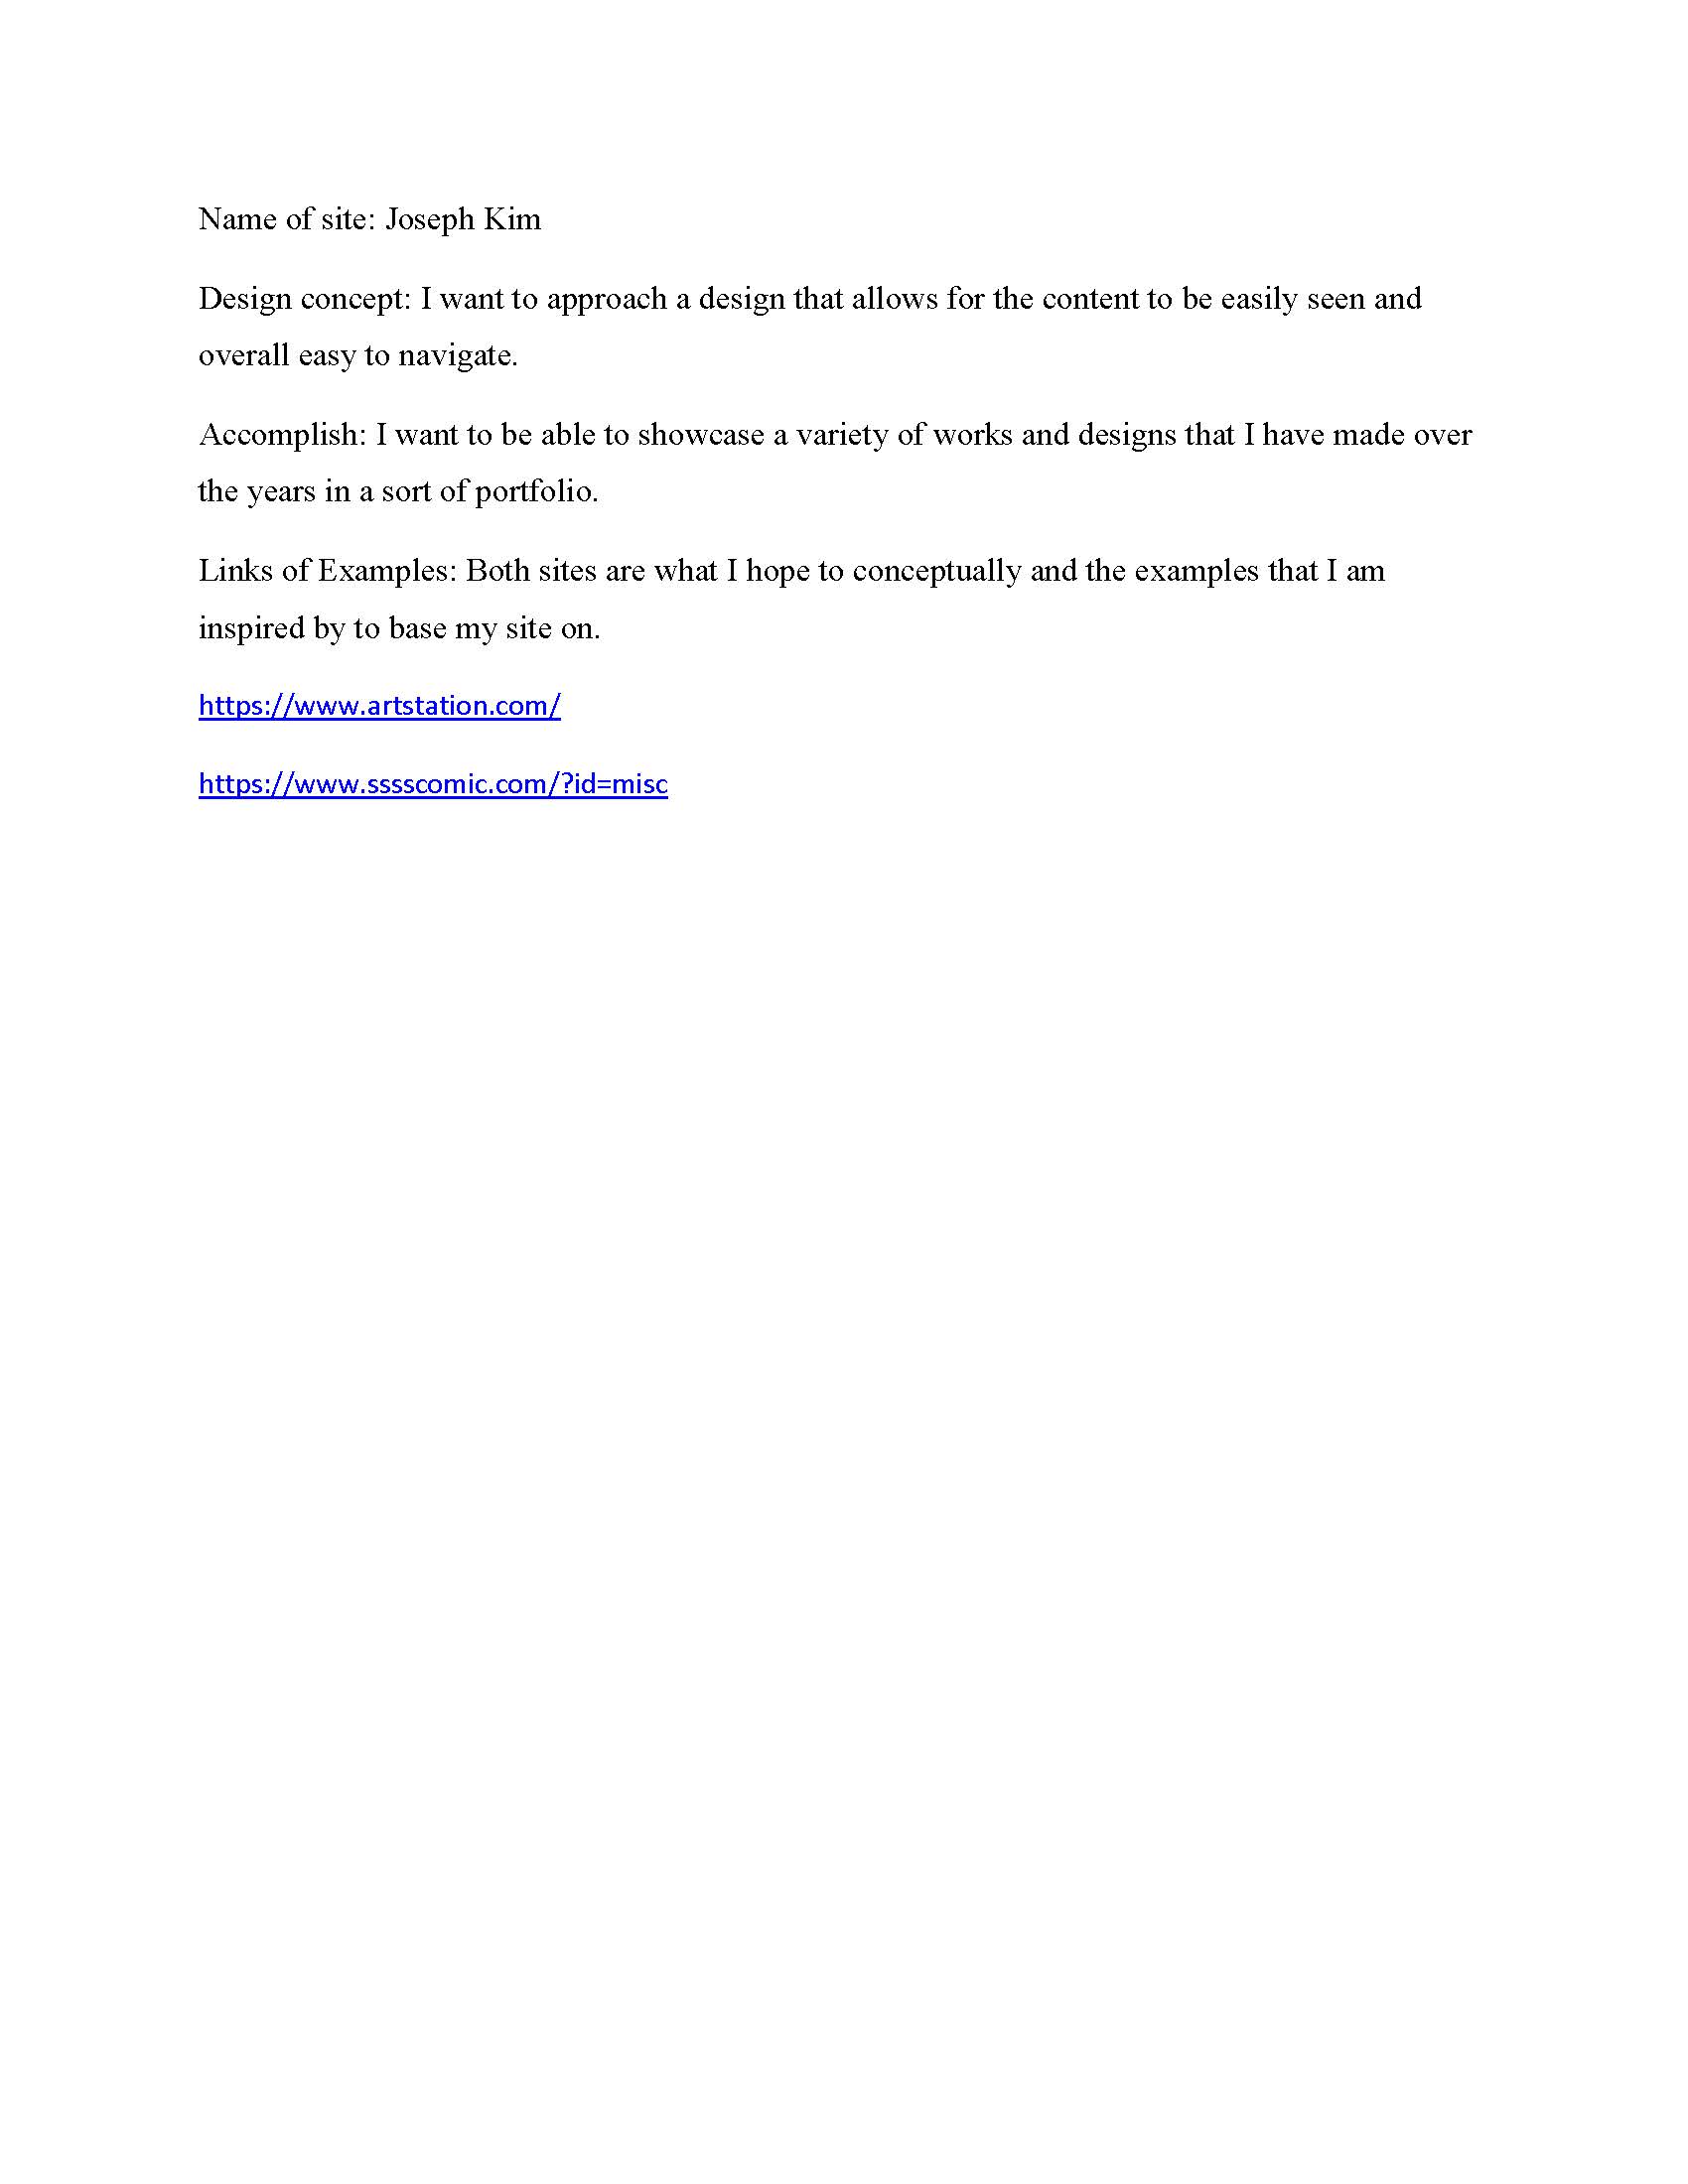 Name of site: Joseph Kim
Design concept: I want to approach a design that allows for the content to be easily seen and
overall easy to navigate.
Accomplish: I want to be able to showcase a variety of works and designs that I have made over
the years in a sort of portfolio.
Links of Examples: Both sites are what I hope to conceptually and the examples that I am
inspired by to base my site on.
https://www.artstation.com/
https://www.sssscomic.com/?id=misc